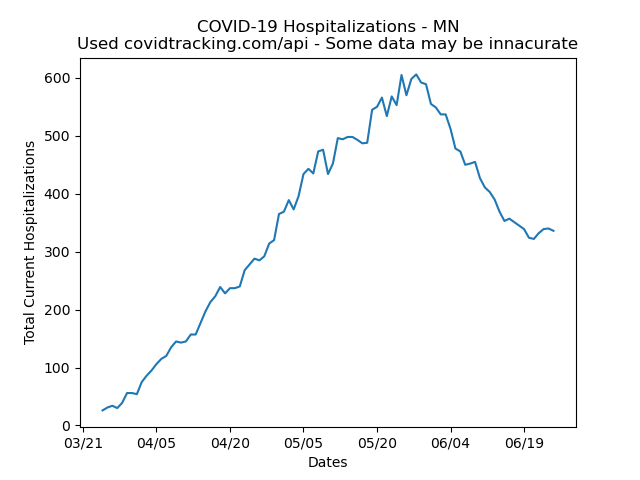 COVID-19 Hospitalizations - MN
Used covidtracking.com/api - Some data may be innacurate
Total Current Hospitalizations
600
500
400
300
200
100
0
03/21 04/05 04/20 05/05 05/20 06/04 06/19
Dates